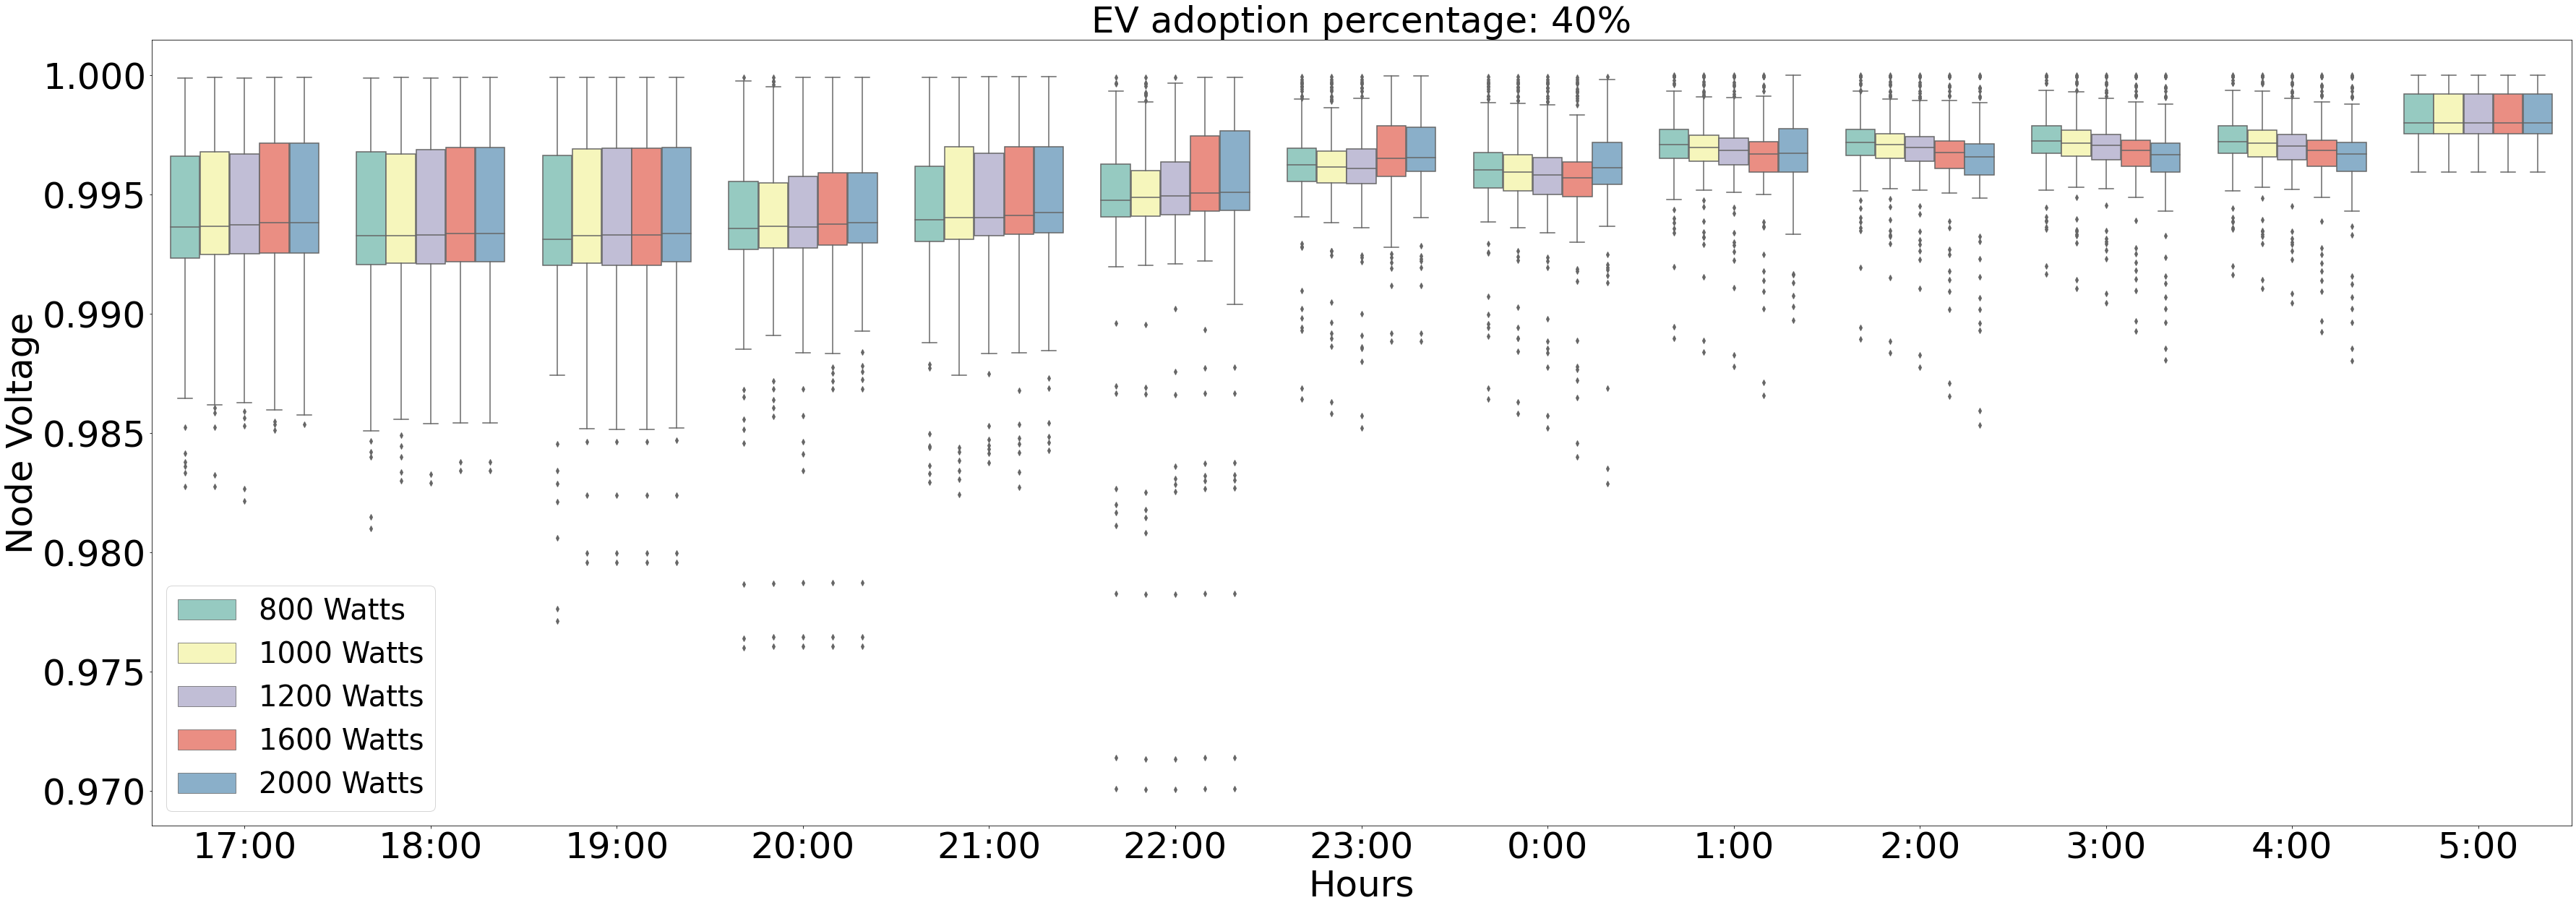 EV adoption percentage: 40%
1.000
0.995
0.990
0.985
0.980
0.975
0.970
Node Voltage
800 Watts
1000 Watts
1200 Watts
1600 Watts
2000 Watts
17:00 18:00 19:00 20:00 21:00 22:00 23:00 0:00 1:00 2:00 3:00 4:00 5:00
Hours